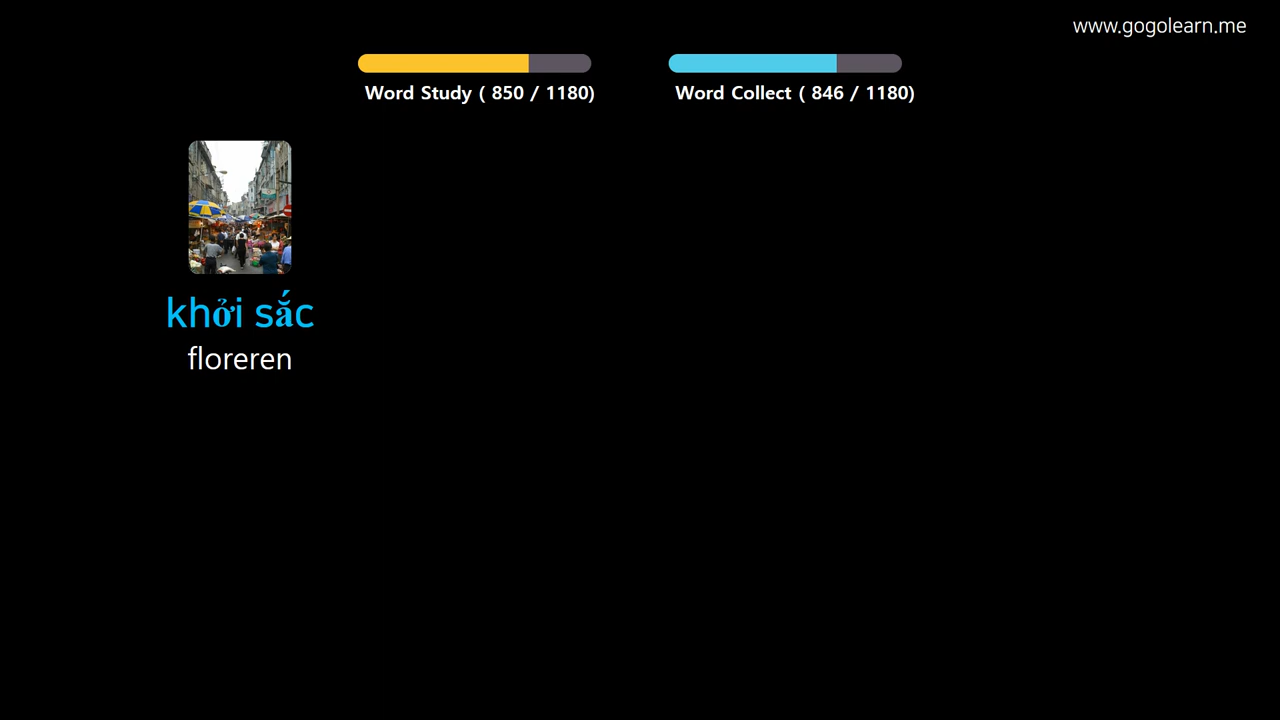 www.gogolearn.me
Word Study ( 850 / 1180)
Word Collect ( 846 / 1180)
khởi sắc
floreren